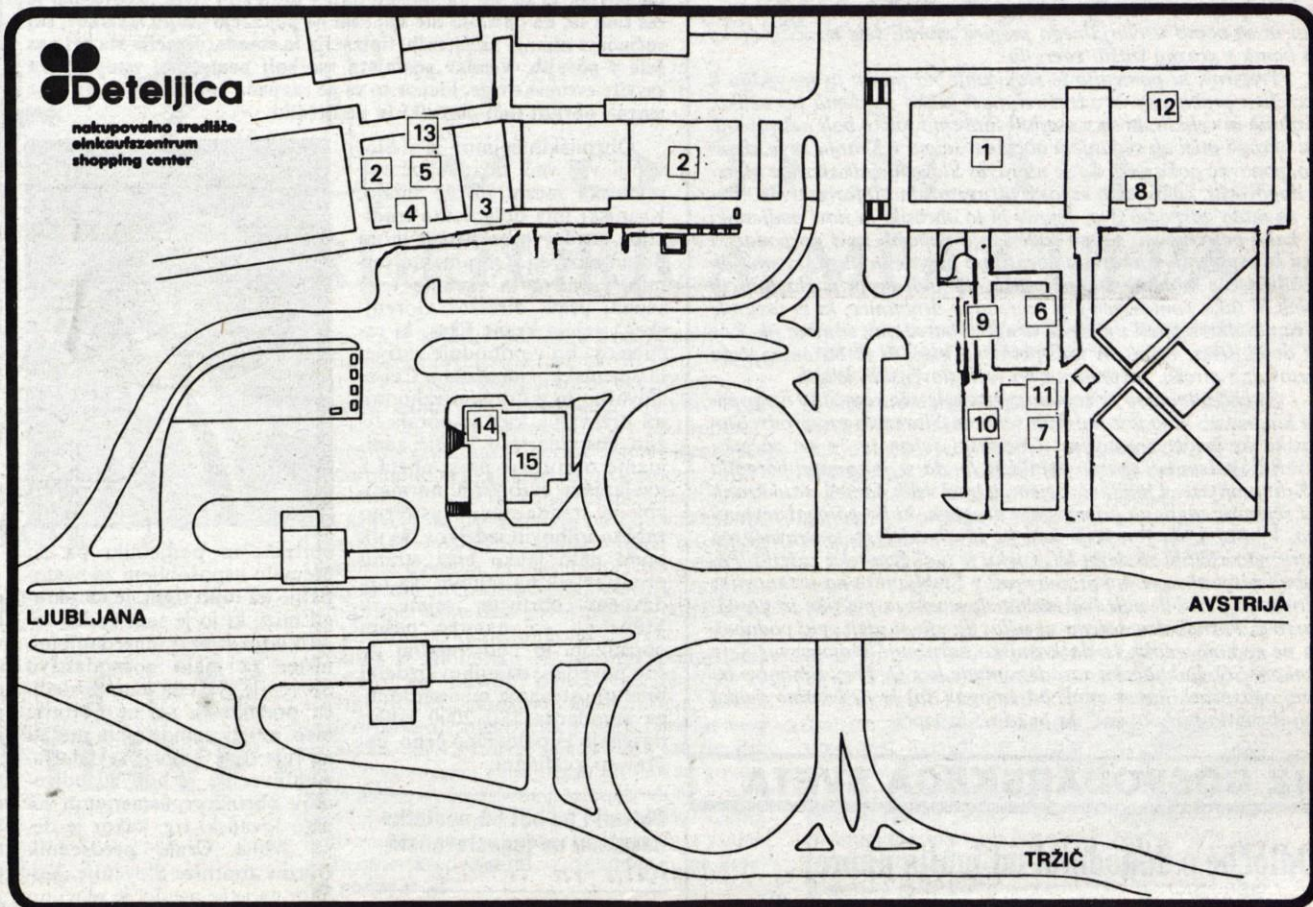 Deteljica
nakupovalno središče
einkaufszentrum
shopping center
13
12
2
5
2
1
4
3
8
9
6
11
14
10
7
15
LJUBLJANA
AVSTRIJA
TRŽIČ